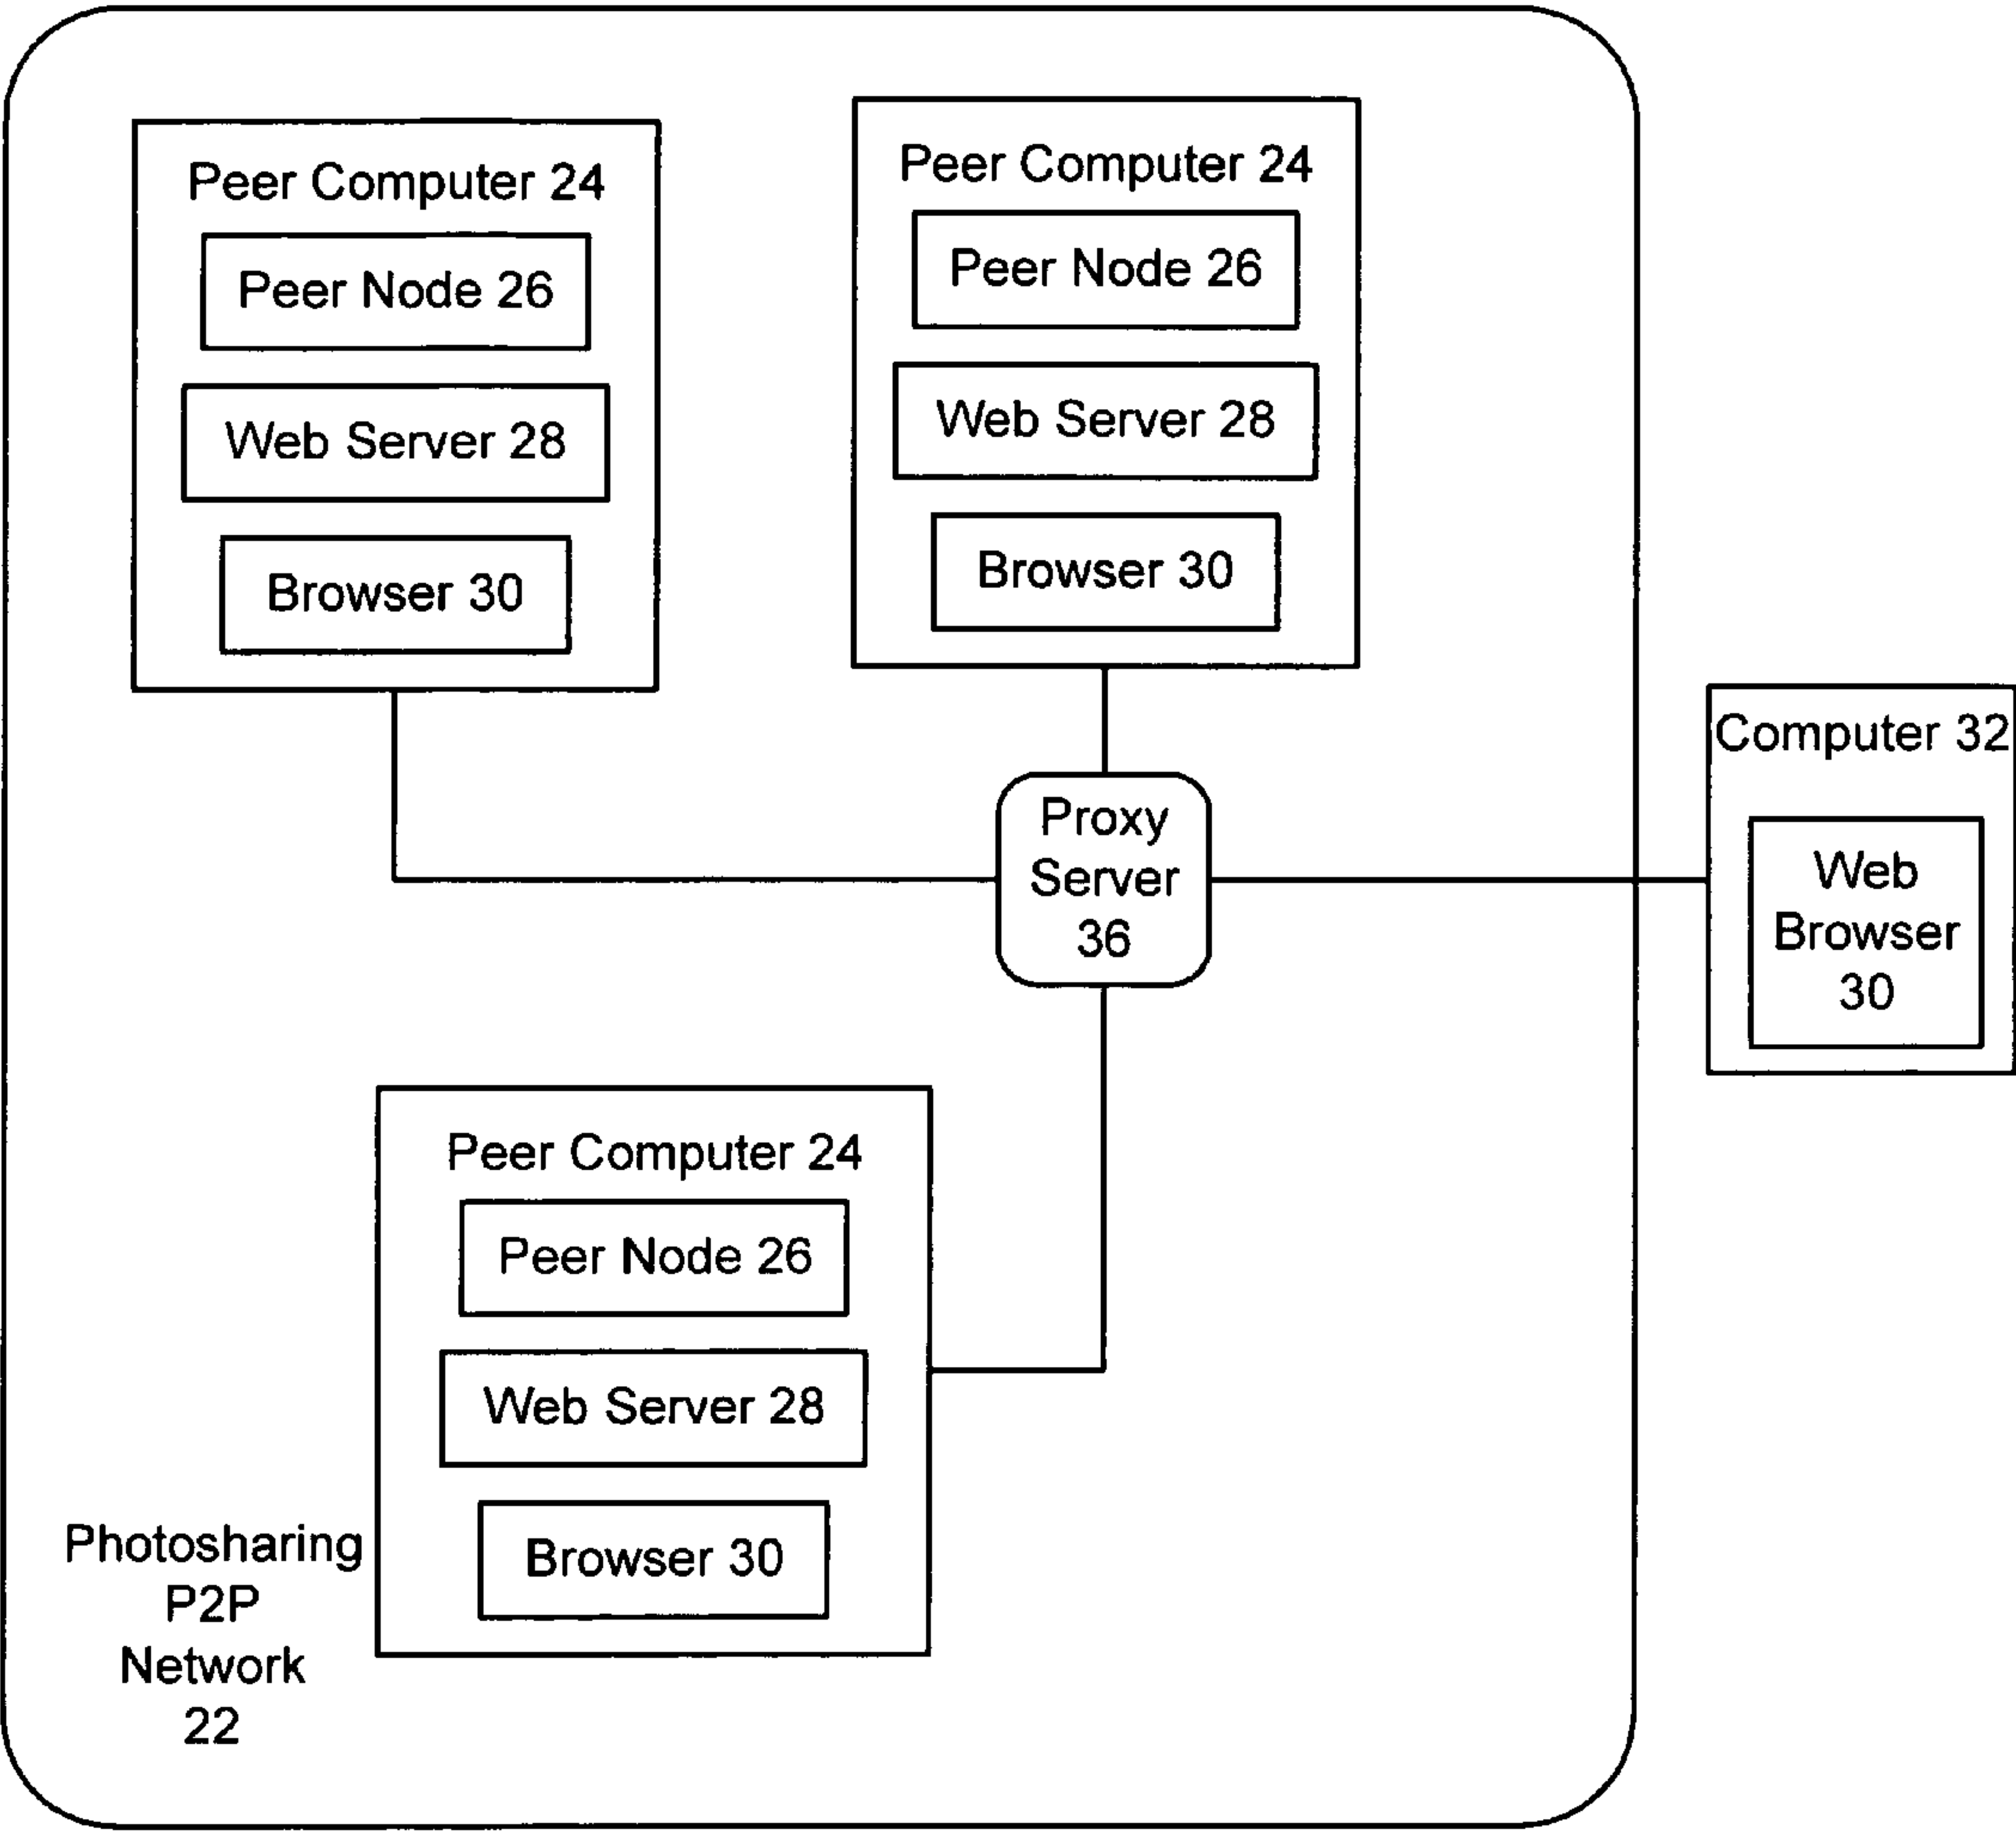 Peer Computer 24
Peer Node 26
Web Server 28
Browser 30
Peer Computer 24
Peer Node 26
Web Server 28
Browser 30
Proxy
Server
36
Computer 32
Web
Browser
30
Peer Computer 24
Peer Node 26
Web Server 28
Browser 30
Photosharing
P2P
Network
22